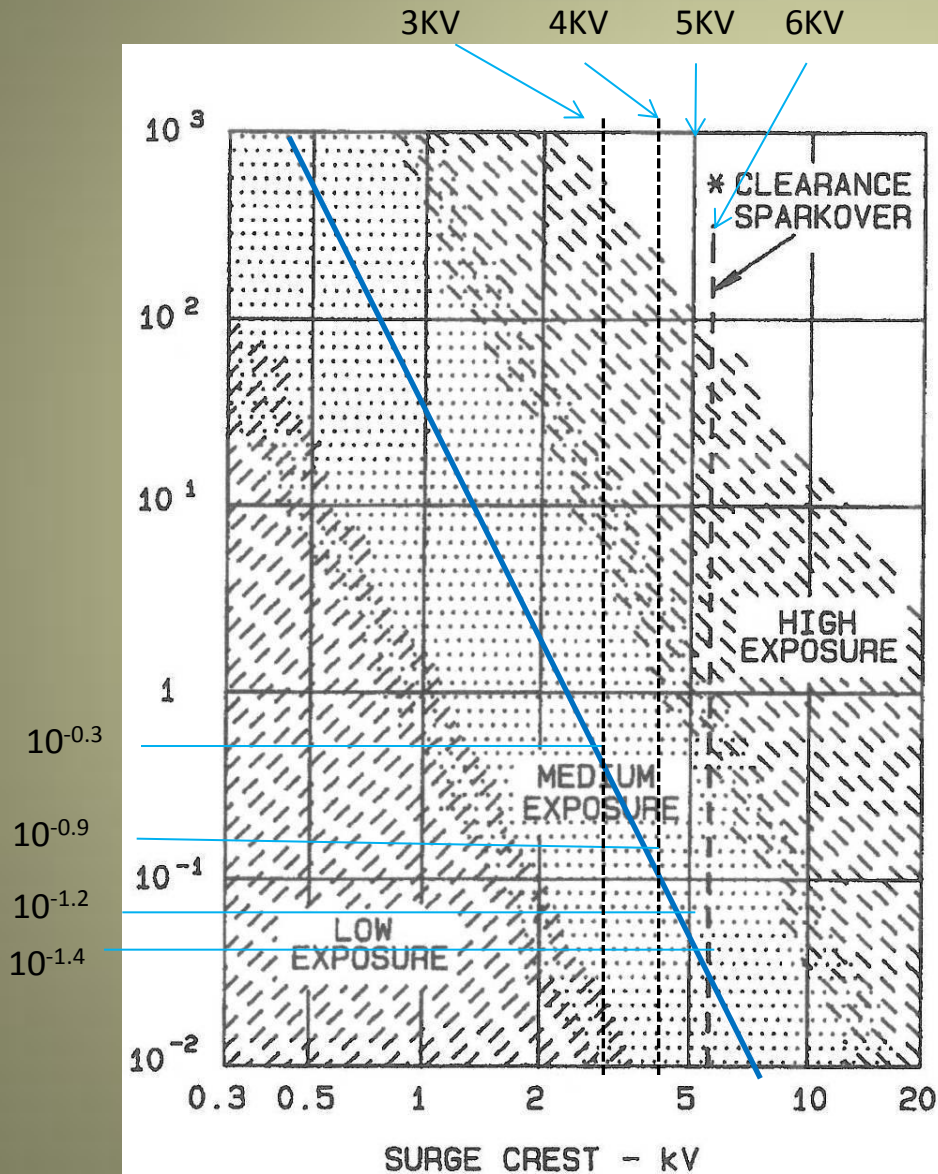 3KV 4KV 5KV 6KV
10³
* CLEARANCE
SPARKOVER
10²
10¹
HIGH
EXPOSURE
1
10⁻⁰·³
MEDIUM
EXPOSURE
10⁻⁰·⁹
10⁻¹
10⁻¹·²
LOW
EXPOSURE
10⁻¹·⁴
10⁻²
0.3 0.5 1 2 5 10 20
SURGE CREST - kV